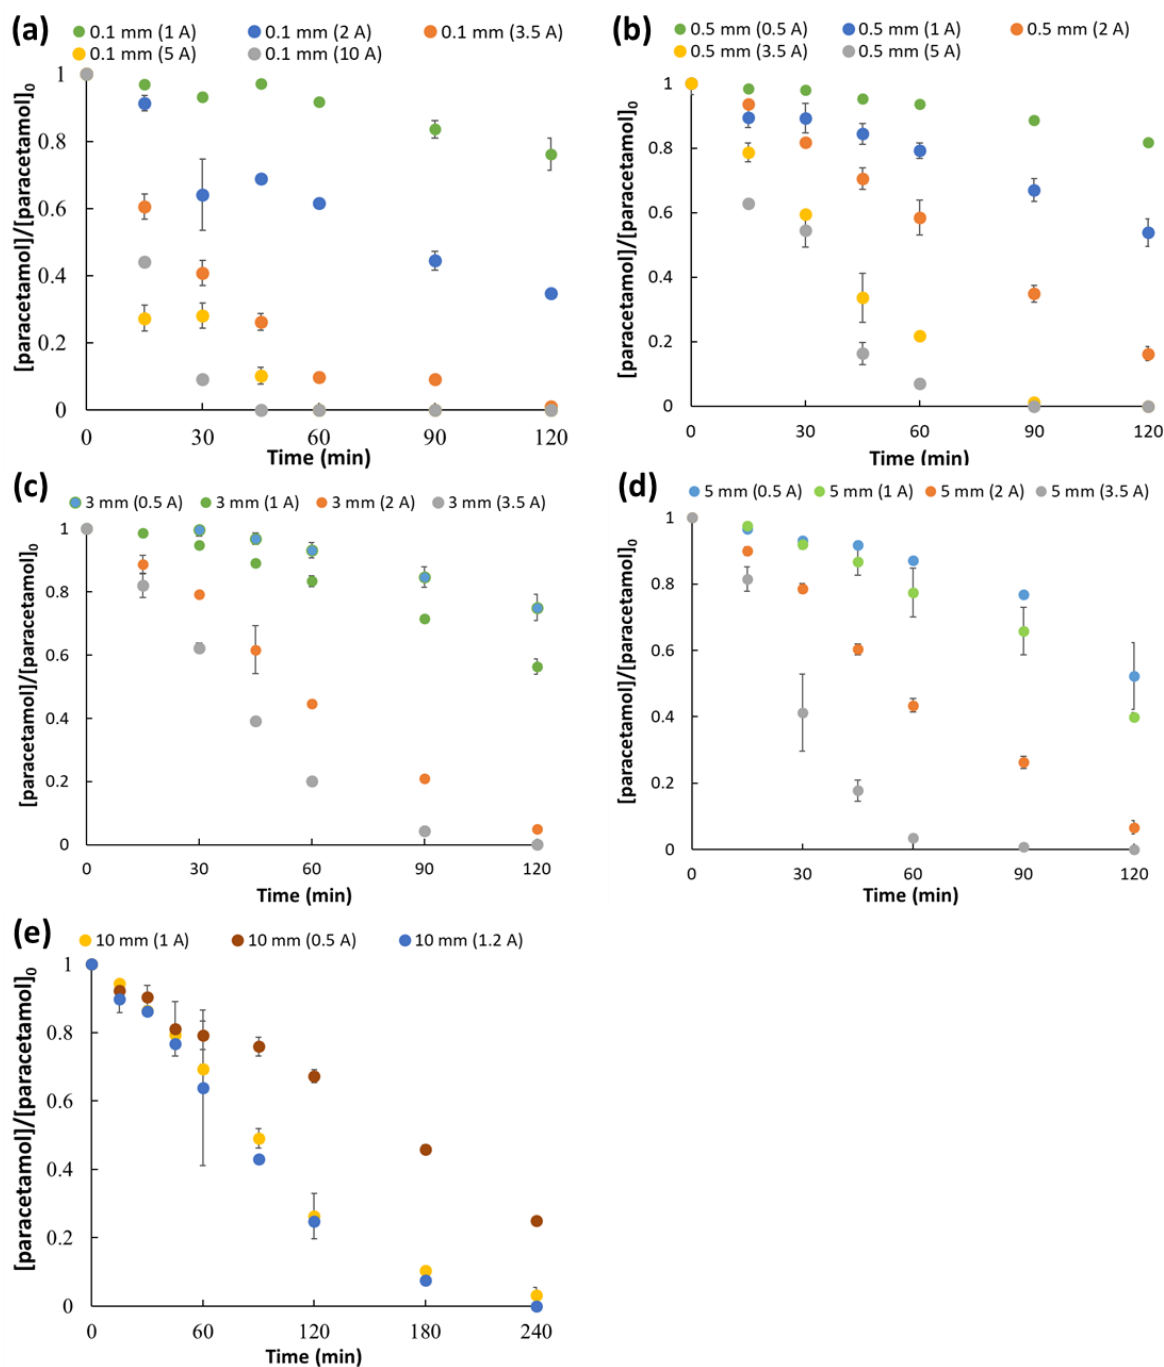 (a)
0.1 mm (1 A) 0.1 mm (2 A) 0.1 mm (3.5 A)
0.1 mm (5 A) 0.1 mm (10 A)
[paracetamol]/[paracetamol]₀
1
0.8
0.6
0.4
0.2
0
0 30 60 90 120
Time (min)
(b)
0.5 mm (0.5 A) 0.5 mm (1 A) 0.5 mm (2 A)
0.5 mm (3.5 A) 0.5 mm (5 A)
[paracetamol]/[paracetamol]₀
1
0.8
0.6
0.4
0.2
0
0 30 60 90 120
Time (min)
(c)
3 mm (0.5 A) 3 mm (1 A) 3 mm (2 A) 3 mm (3.5 A)
[paracetamol]/[paracetamol]₀
1
0.8
0.6
0.4
0.2
0
0 30 60 90 120
Time (min)
(d)
5 mm (0.5 A) 5 mm (1 A) 5 mm (2 A) 5 mm (3.5 A)
[paracetamol]/[paracetamol]₀
1
0.8
0.6
0.4
0.2
0
0 30 60 90 120
Time (min)
(e)
10 mm (1 A) 10 mm (0.5 A) 10 mm (1.2 A)
[paracetamol]/[paracetamol]₀
1
0.8
0.6
0.4
0.2
0
0 60 120 180 240
Time (min)